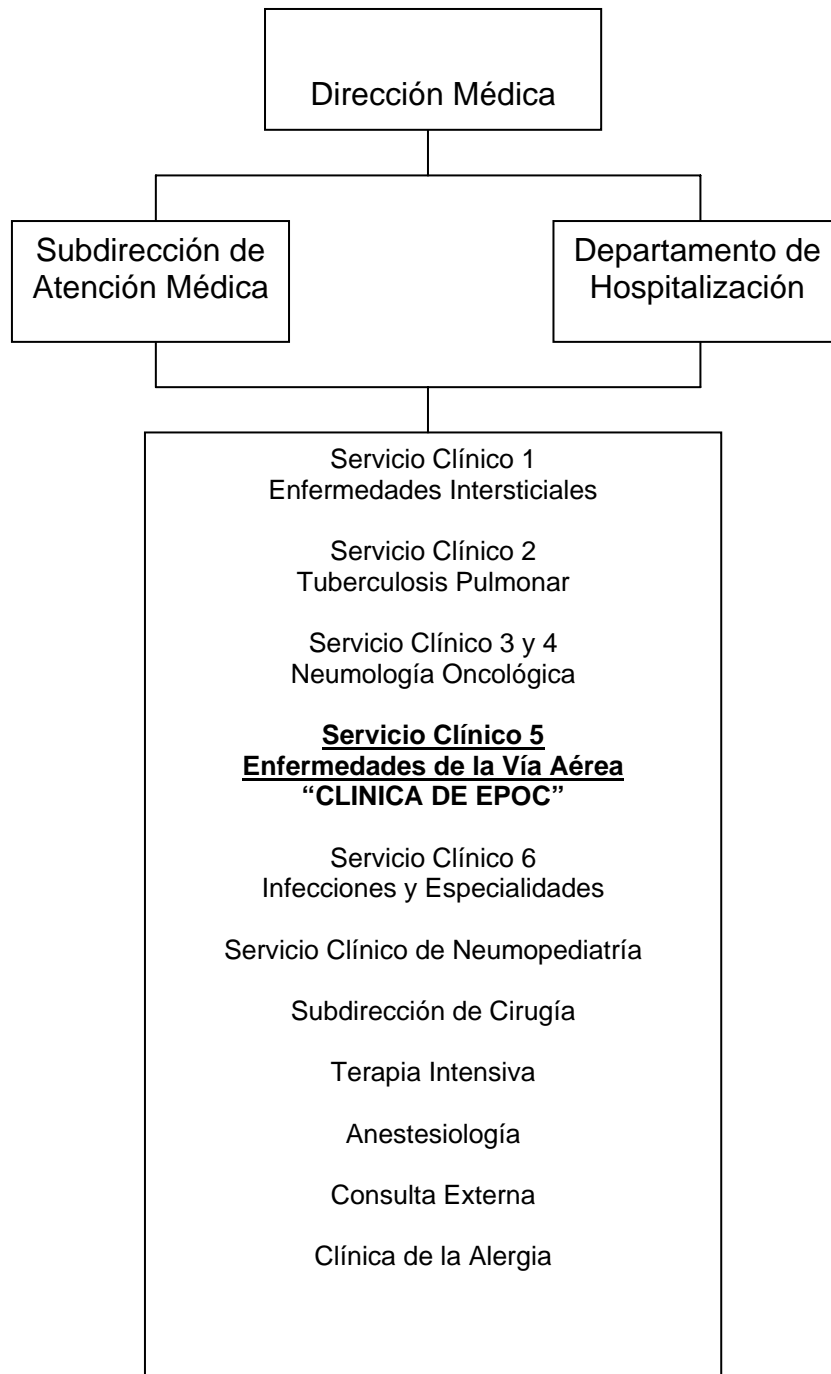 Dirección Médica
Subdirección de
Atención Médica
Departamento de
Hospitalización
Servicio Clínico 1
Enfermedades Intersticiales
Servicio Clínico 2
Tuberculosis Pulmonar
Servicio Clínico 3 y 4
Neumología Oncológica
Servicio Clínico 5
Enfermedades de la Vía Aérea
“CLINICA DE EPOC”
Servicio Clínico 6
Infecciones y Especialidades
Servicio Clínico de Neumopediatría
Subdirección de Cirugía
Terapia Intensiva
Anestesiología
Consulta Externa
Clínica de la Alergia